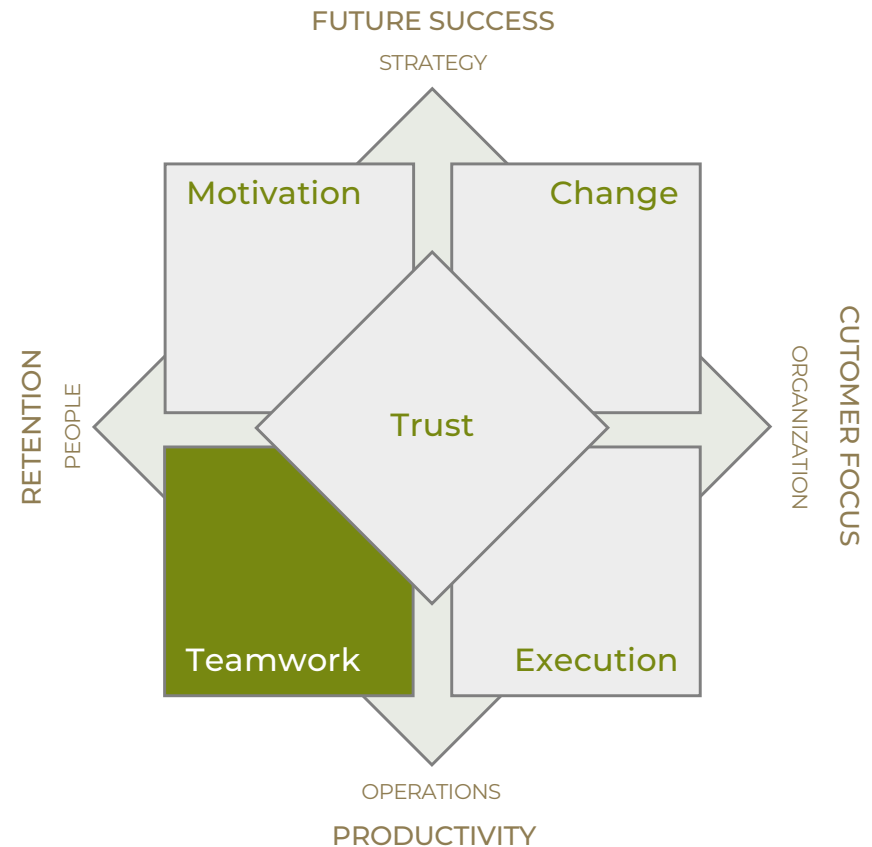 FUTURE SUCCESS
STRATEGY
Motivation
Change
RETENTION
PEOPLE
Trust
ORGANIZATION
CUTOMER FOCUS
Teamwork
Execution
OPERATIONS
PRODUCTIVITY